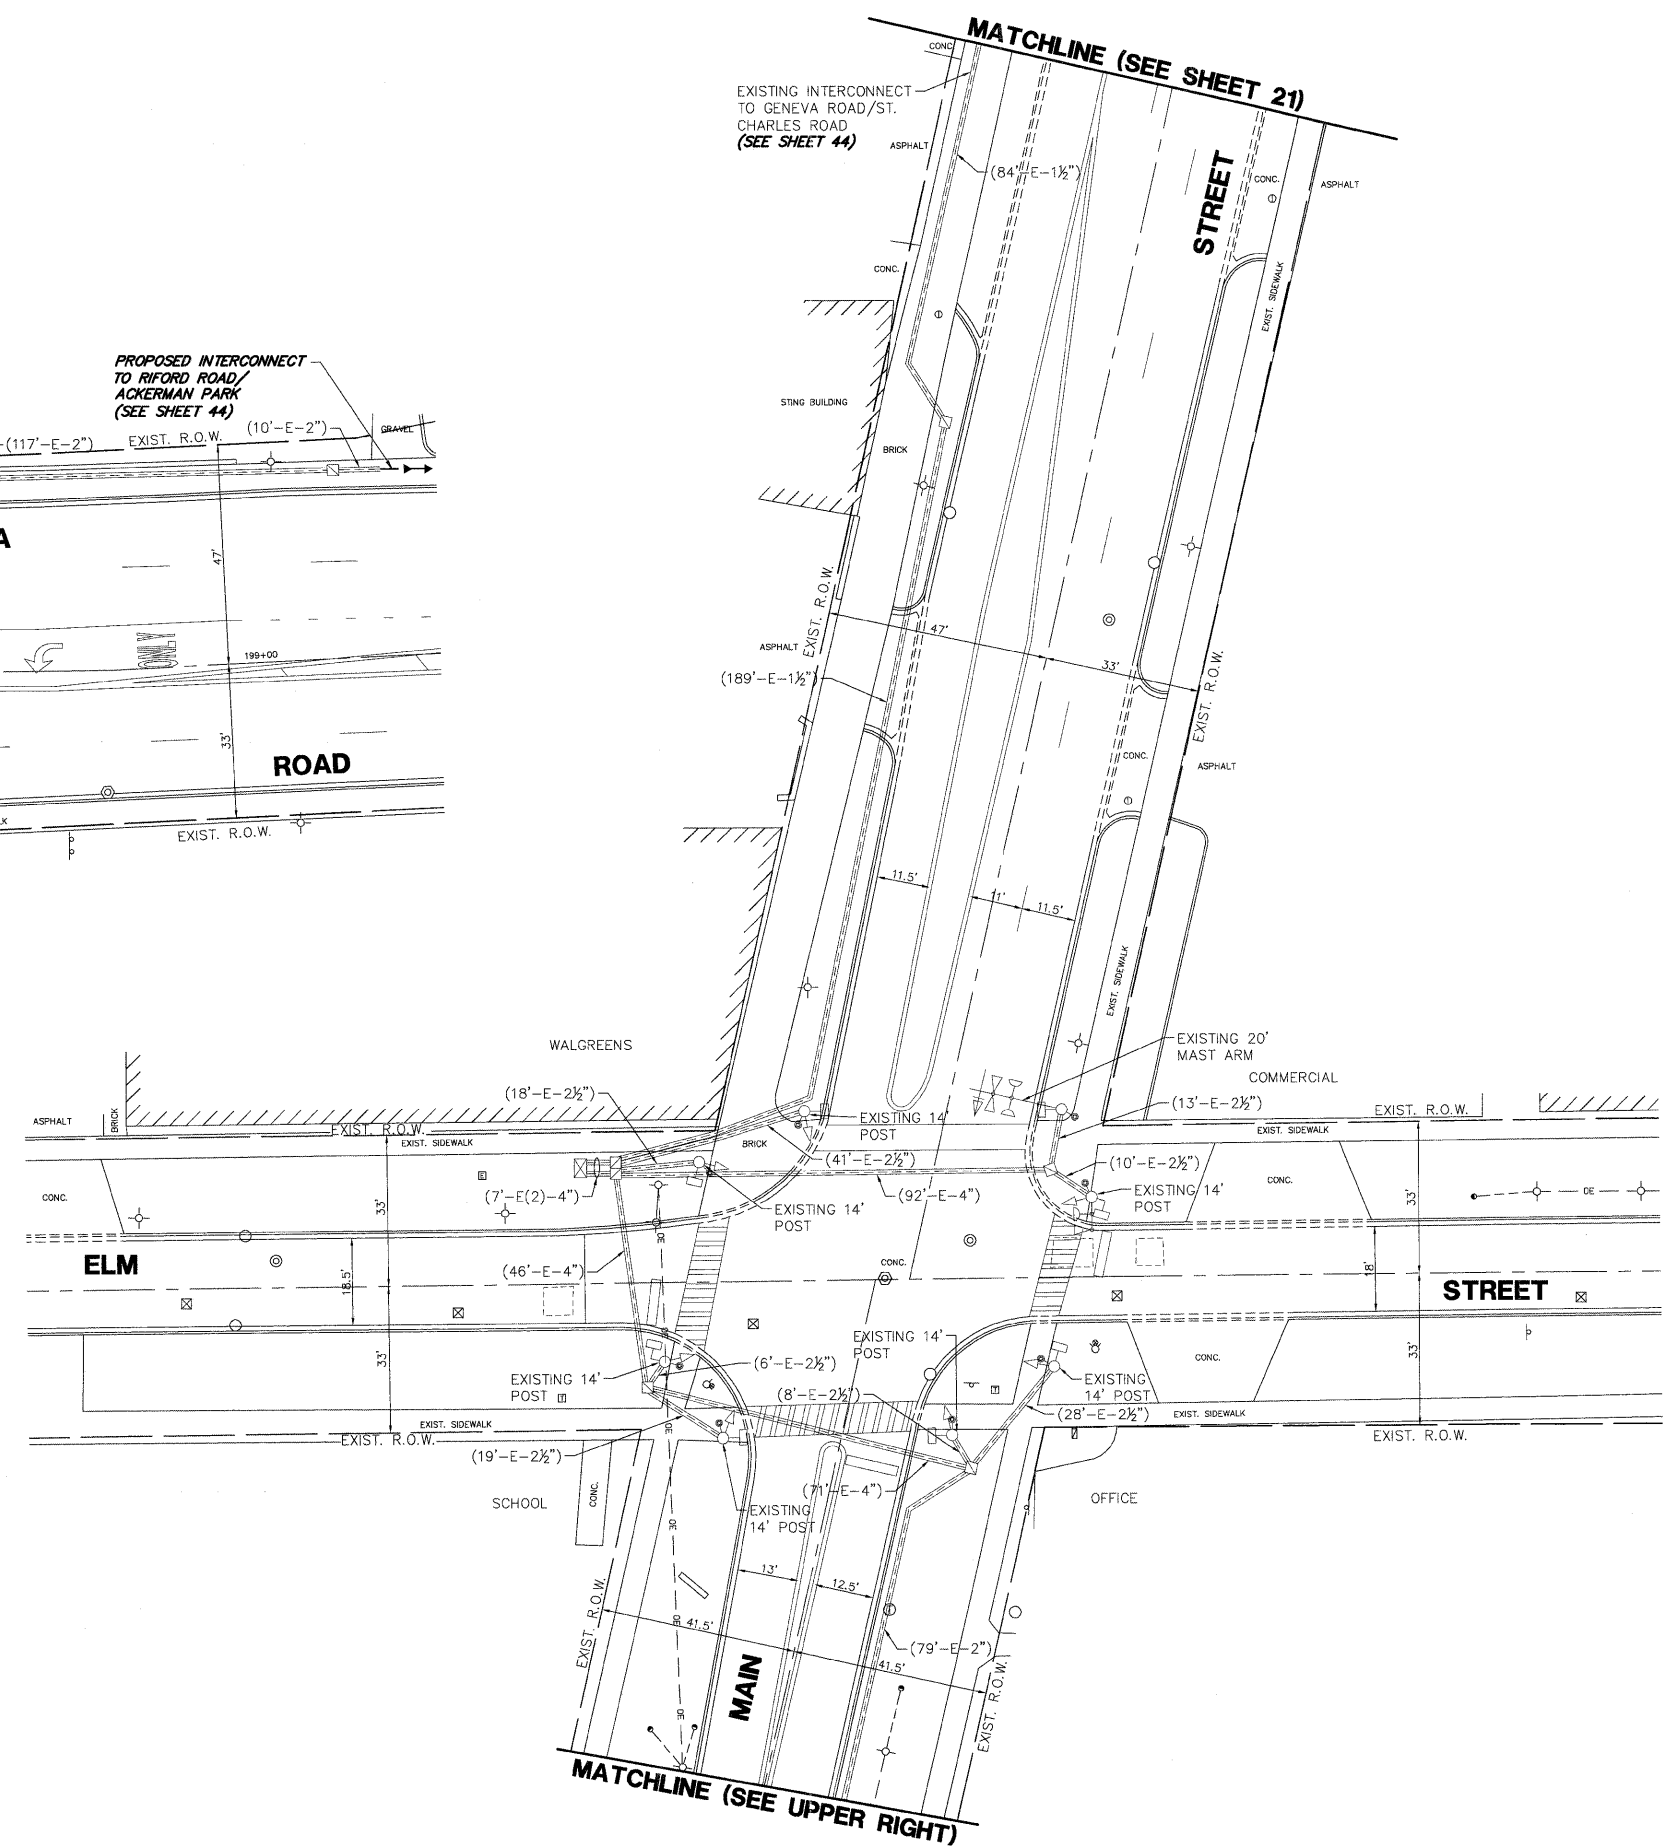 MATCHLINE (SEE SHEET 21)
CONC.
EXISTING INTERCONNECT
TO GENEVA ROAD/ST.
CHARLES ROAD
(SEE SHEET 44)
ASPHALT
(84'-E-1½")
STREET
CONC.
ASPHALT
CONC.
EXIST. SIDEWALK
PROPOSED INTERCONNECT
TO RIFORD ROAD/
ACKERMAN PARK
(SEE SHEET 44)
(117'-E-2")
EXIST. R.O.W.
(10'-E-2")
GRAVEL
STING BUILDING
BRICK
A
47'
ONLY
199+00
33'
ROAD
EXIST. R.O.W.
LK
EXIST. R.O.W.
ASPHALT
47'
33'
(189'-E-1½")
EXIST. R.O.W.
CONC.
ASPHALT
11.5'
11'
11.5'
EXIST. SIDEWALK
WALGREENS
EXISTING 20'
MAST ARM
COMMERCIAL
(18'-E-2½")
(13'-E-2½")
ASPHALT
BRICK
EXIST. R.O.W.
EXIST. SIDEWALK
BRICK
EXISTING 14'
POST
EXIST. R.O.W.
EXIST. SIDEWALK
(41'-E-2½")
(10'-E-2½")
CONC.
33'
E
(7'-E(2)-4")
(92'-E-4")
EXISTING 14'
POST
EXISTING 14'
POST
CONC.
33'
OE
OE
ELM
18.5'
(46'-E-4")
CONC.
18'
STREET
33'
EXISTING 14'
POST
33'
EXISTING 14'
POST
T
(6'-E-2½")
(8'-E-2½")
T
EXISTING
14' POST
CONC.
EXIST. SIDEWALK
EXIST. R.O.W.
OE
(28'-E-2½")
EXIST. SIDEWALK
EXIST. R.O.W.
(19'-E-2½")
(71'-E-4")
SCHOOL
CONC.
OE
EXISTING
14' POST
OFFICE
13'
12.5'
EXIST. R.O.W.
OE
41.5'
(79'-E-2")
41.5'
MAIN
OE
EXIST. R.O.W.
MATCHLINE (SEE UPPER RIGHT)